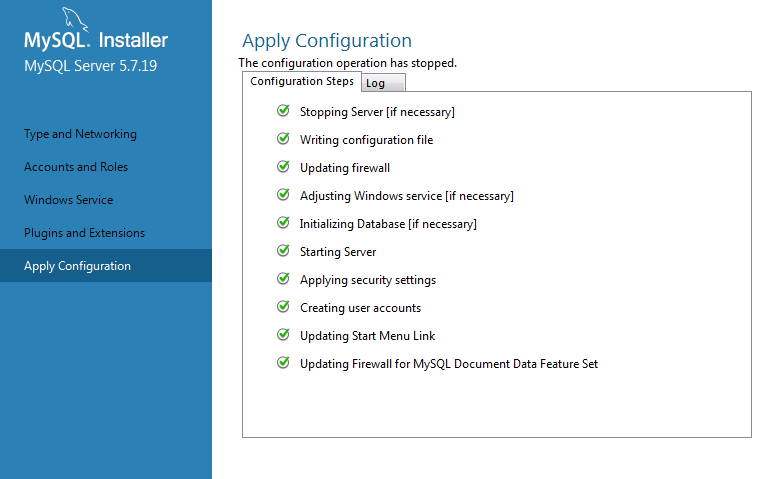 MySQL. Installer
MySQL Server 5.7.19
Type and Networking
Accounts and Roles
Windows Service
Plugins and Extensions
Apply Configuration
Apply Configuration
The configuration operation has stopped.
Configuration Steps Log
Stopping Server [if necessary]
Writing configuration file
Updating firewall
Adjusting Windows service [if necessary]
Initializing Database [if necessary]
Starting Server
Applying security settings
Creating user accounts
Updating Start Menu Link
Updating Firewall for MySQL Document Data Feature Set